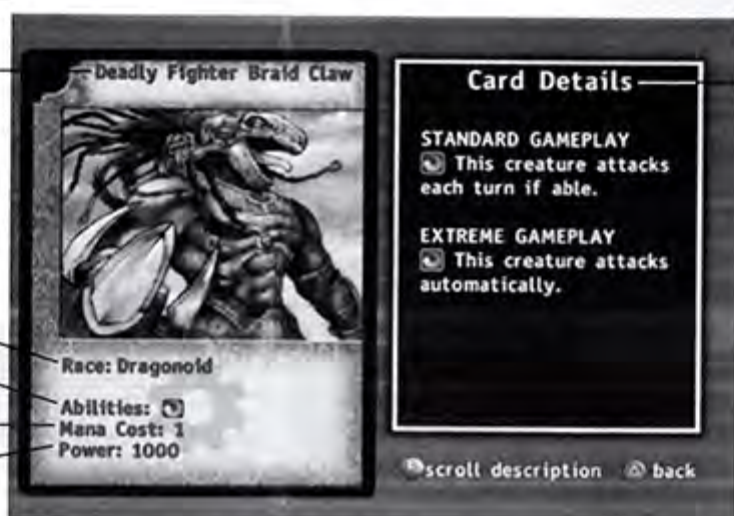 Deadly Fighter Braid Claw
Race: Dragonoid
Abilities:
Mana Cost: 1
Power: 1000
Card Details
STANDARD GAMEPLAY
This creature attacks
each turn if able.
EXTREME GAMEPLAY
This creature attacks
automatically.
scroll description
back